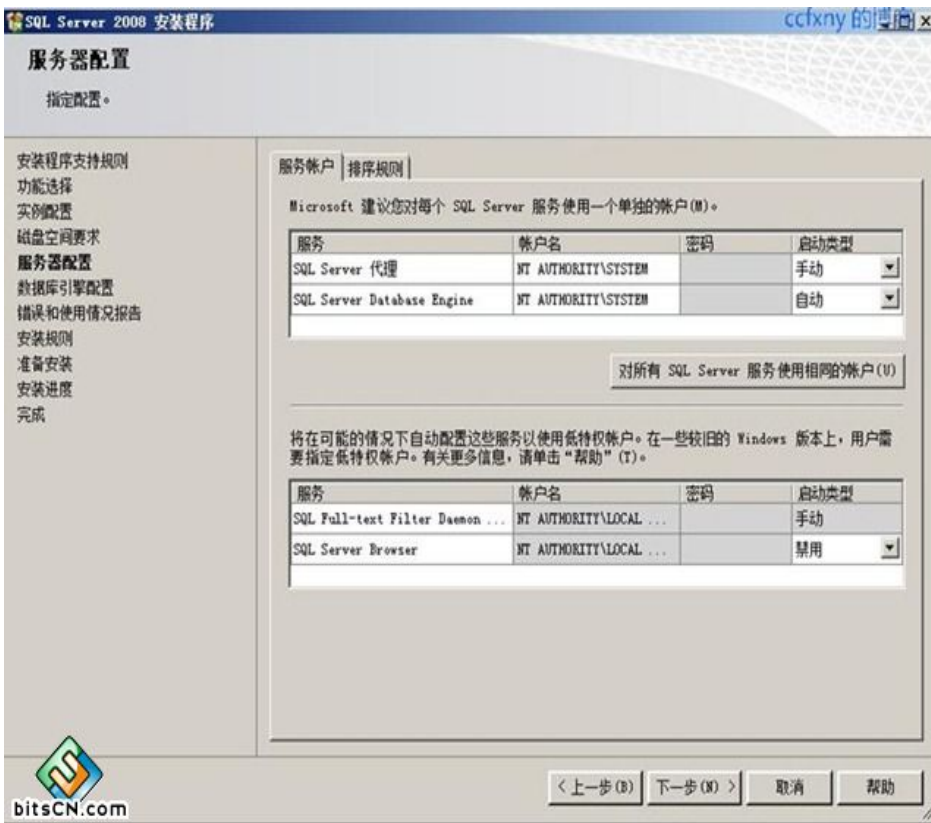 SQL Server 2008 安装程序
ccfxny 的博
服务器配置
指定配置。
安装程序支持规则
功能选择
实例配置
磁盘空间要求
服务器配置
数据库引擎配置
错误和使用情况报告
安装规则
准备安装
安装进度
完成
服务帐户 排序规则
Microsoft 建议您对每个 SQL Server 服务使用一个单独的帐户(M)。
服务 帐户名 密码 启动类型
SQL Server 代理 NT AUTHORITY\SYSTEM 手动
SQL Server Database Engine NT AUTHORITY\SYSTEM 自动
对所有 SQL Server 服务使用相同的帐户(U)
将在可能的情况下自动配置这些服务以使用低特权帐户。在一些较旧的 Windows 版本上，用户需
要指定低特权帐户。有关更多信息，请单击“帮助”(T)。
服务 帐户名 密码 启动类型
SQL Full-text Filter Daemon ... NT AUTHORITY\LOCAL ... 手动
SQL Server Browser NT AUTHORITY\LOCAL ... 禁用
< 上一步(B) 下一步(N) > 取消 帮助
bitsCN.com